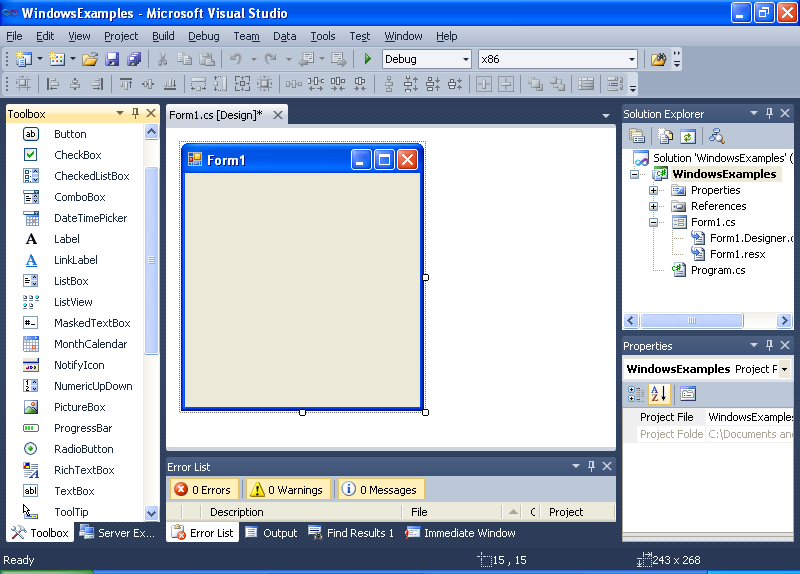 WindowsExamples - Microsoft Visual Studio
File Edit View Project Build Debug Team Data Tools Test Window Help
Debug x86
Toolbox
Button
CheckBox
CheckedListBox
ComboBox
DateTimePicker
A Label
A LinkLabel
ListBox
ListView
MaskedTextBox
MonthCalendar
NotifyIcon
NumericUpDown
PictureBox
ProgressBar
RadioButton
RichTextBox
TextBox
ToolTip
Toolbox Server Ex...
Form1.cs [Design]*
Form1
Error List
0 Errors 0 Warnings 0 Messages
Description File C Project
Error List Output Find Results 1 Immediate Window
Solution Explorer
Solution 'WindowsExamples' (
WindowsExamples
Properties
References
Form1.cs
Form1.Designer.c
Form1.resx
Program.cs
Properties
WindowsExamples Project F
Project File WindowsExamples
Project Folde C:\Documents and
Ready 15 , 15 243 x 268